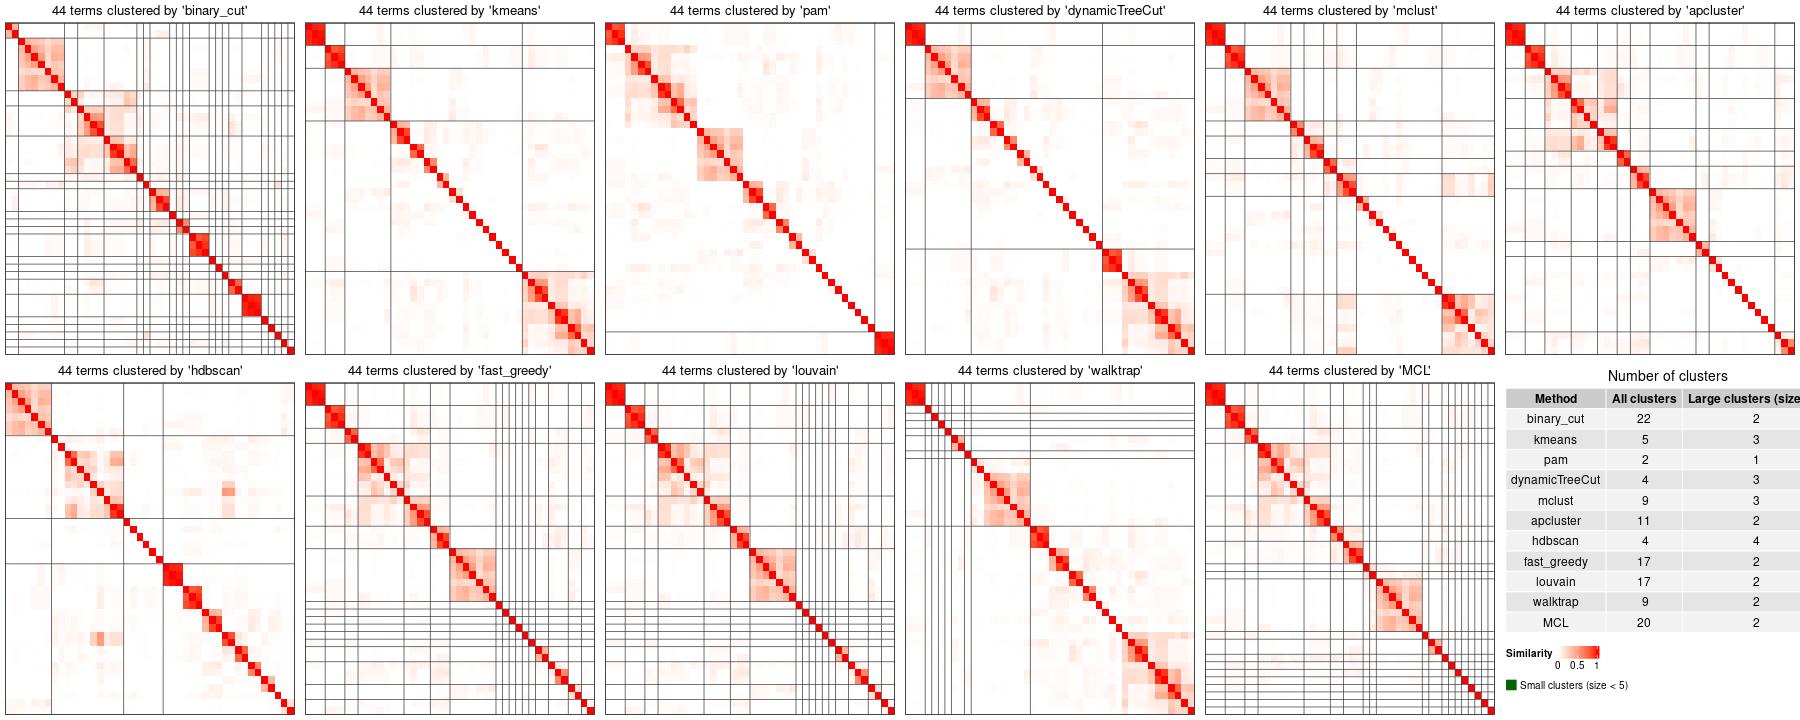 44 terms clustered by 'binary_cut'
44 terms clustered by 'kmeans'
44 terms clustered by 'pam'
44 terms clustered by 'dynamicTreeCut'
44 terms clustered by 'mclust'
44 terms clustered by 'apcluster'
44 terms clustered by 'hdbscan'
44 terms clustered by 'fast_greedy'
44 terms clustered by 'louvain'
44 terms clustered by 'walktrap'
44 terms clustered by 'MCL'
Number of clusters
Method All clusters Large clusters (size
binary_cut 22 2
kmeans 5 3
pam 2 1
dynamicTreeCut 4 3
mclust 9 3
apcluster 11 2
hdbscan 4 4
fast_greedy 17 2
louvain 17 2
walktrap 9 2
MCL 20 2
Similarity
0 0.5 1
Small clusters (size < 5)